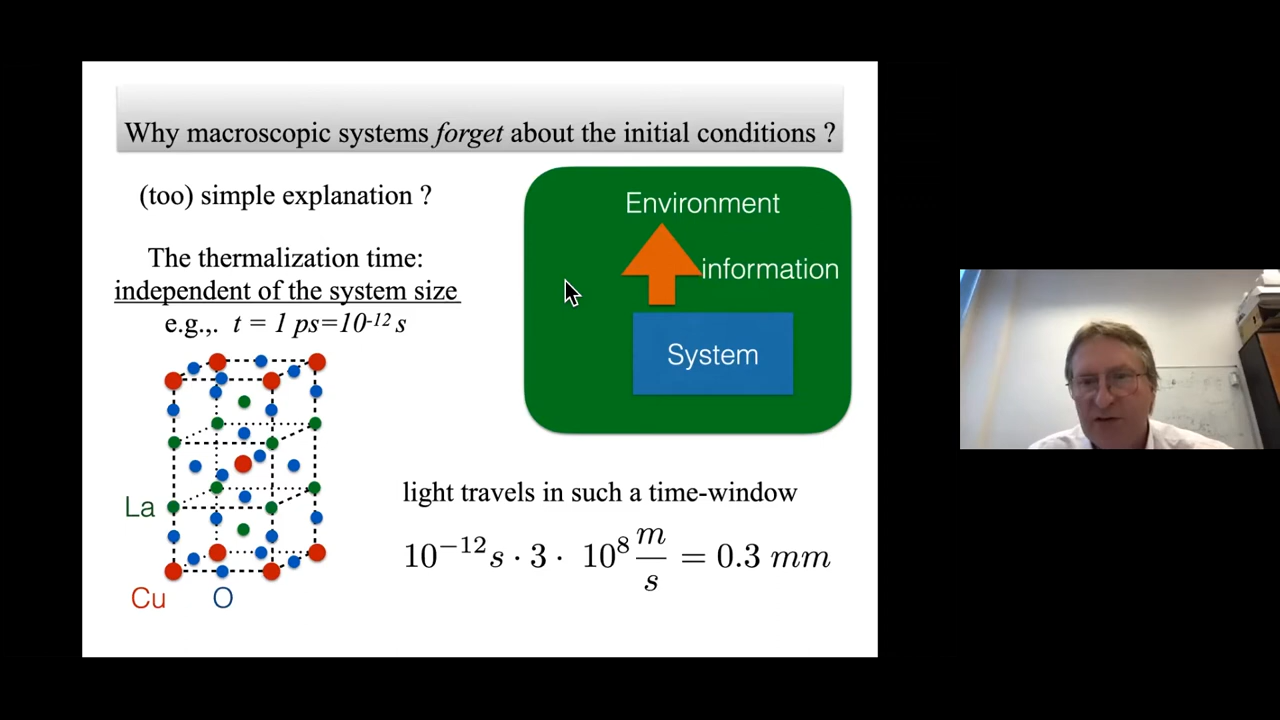 Why macroscopic systems forget about the initial conditions ?
(too) simple explanation ?
The thermalization time:
independent of the system size
e.g.,. t = 1 ps=10⁻¹² s
Environment
information
System
La
Cu
O
light travels in such a time-window
10⁻¹² s · 3 · 10⁸ m/s = 0.3 mm